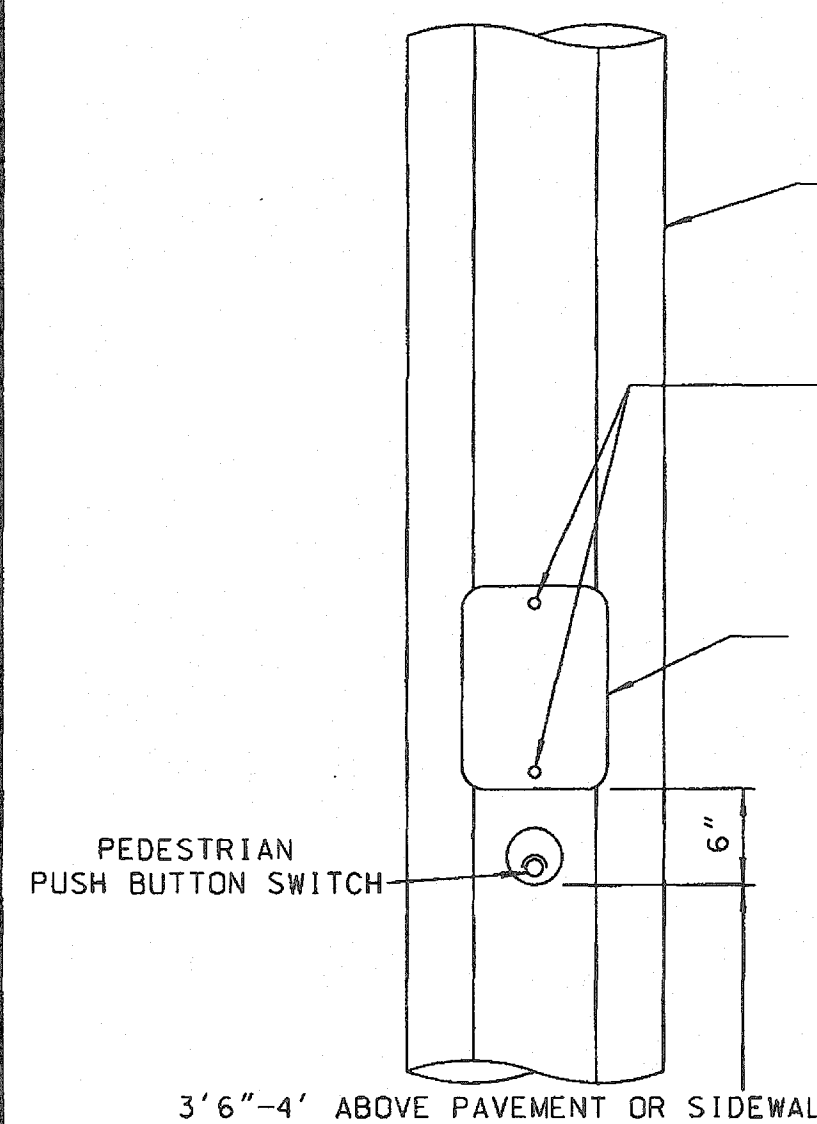 6"
PEDESTRIAN
PUSH BUTTON SWITCH
3'6"-4' ABOVE PAVEMENT OR SIDEWAL